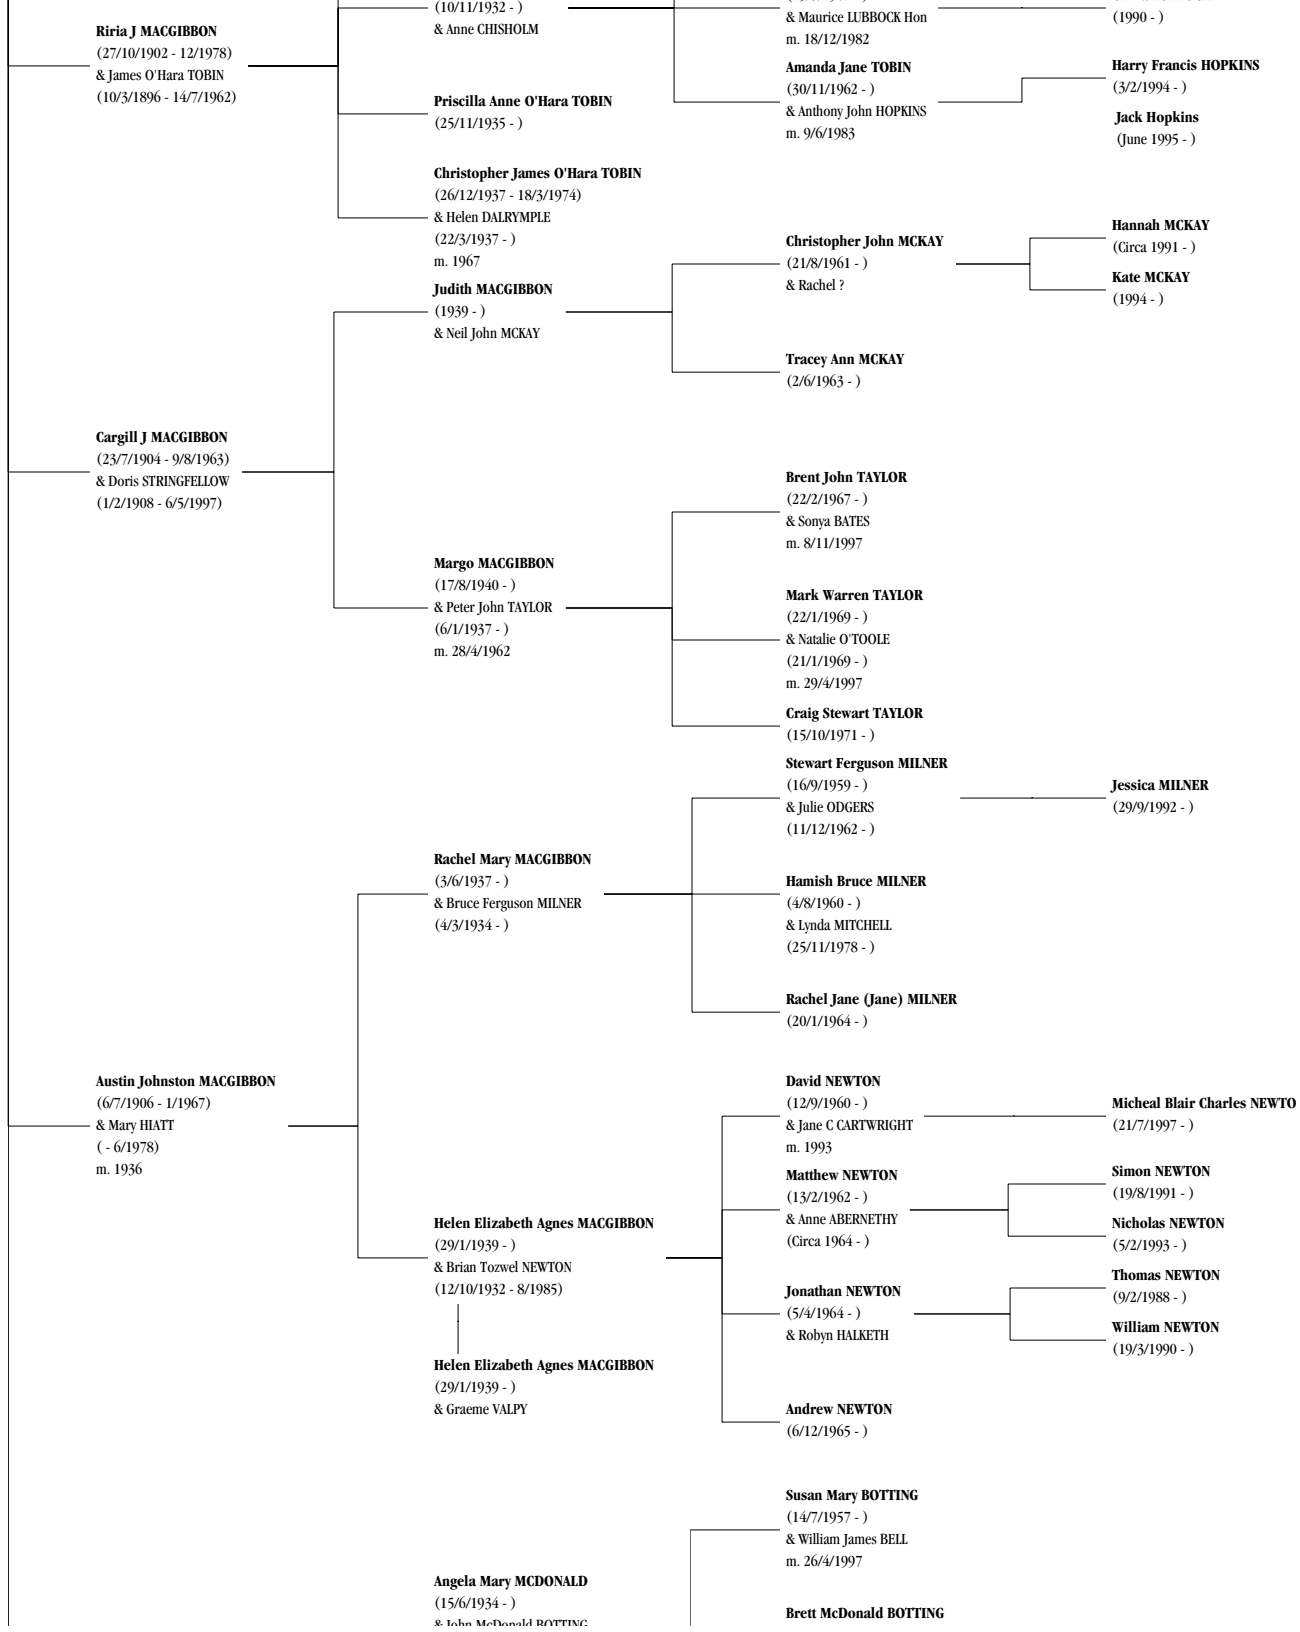 Riria J MACGIBBON
(27/10/1902 - 12/1978)
& James O'Hara TOBIN
(10/3/1896 - 14/7/1962)
(10/11/1932 - )
& Anne CHISHOLM
Priscilla Anne O'Hara TOBIN
(25/11/1935 - )
Christopher James O'Hara TOBIN
(26/12/1937 - 18/3/1974)
& Helen DALRYMPLE
(22/3/1937 - )
m. 1967
& Maurice LUBBOCK Hon
m. 18/12/1982
Amanda Jane TOBIN
(30/11/1962 - )
& Anthony John HOPKINS
m. 9/6/1983
(1990 - )
Harry Francis HOPKINS
(3/2/1994 - )
Jack Hopkins
(June 1995 - )
Cargill J MACGIBBON
(23/7/1904 - 9/8/1963)
& Doris STRINGFELLOW
(1/2/1908 - 6/5/1997)
Judith MACGIBBON
(1939 - )
& Neil John MCKAY
Christopher John MCKAY
(21/8/1961 - )
& Rachel ?
Hannah MCKAY
(Circa 1991 - )
Kate MCKAY
(1994 - )
Tracey Ann MCKAY
(2/6/1963 - )
Margo MACGIBBON
(17/8/1940 - )
& Peter John TAYLOR
(6/1/1937 - )
m. 28/4/1962
Brent John TAYLOR
(22/2/1967 - )
& Sonya BATES
m. 8/11/1997
Mark Warren TAYLOR
(22/1/1969 - )
& Natalie O'TOOLE
(21/1/1969 - )
m. 29/4/1997
Craig Stewart TAYLOR
(15/10/1971 - )
Austin Johnston MACGIBBON
(6/7/1906 - 1/1967)
& Mary HIATT
( - 6/1978)
m. 1936
Rachel Mary MACGIBBON
(3/6/1937 - )
& Bruce Ferguson MILNER
(4/3/1934 - )
Stewart Ferguson MILNER
(16/9/1959 - )
& Julie ODGERS
(11/12/1962 - )
Jessica MILNER
(29/9/1992 - )
Hamish Bruce MILNER
(4/8/1960 - )
& Lynda MITCHELL
(25/11/1978 - )
Rachel Jane (Jane) MILNER
(20/1/1964 - )
Helen Elizabeth Agnes MACGIBBON
(29/1/1939 - )
& Brian Tozwel NEWTON
(12/10/1932 - 8/1985)
Helen Elizabeth Agnes MACGIBBON
(29/1/1939 - )
& Graeme VALPY
David NEWTON
(12/9/1960 - )
& Jane C CARTWRIGHT
m. 1993
Micheal Blair Charles NEWTO
(21/7/1997 - )
Matthew NEWTON
(13/2/1962 - )
& Anne ABERNETHY
(Circa 1964 - )
Simon NEWTON
(19/8/1991 - )
Nicholas NEWTON
(5/2/1993 - )
Jonathan NEWTON
(5/4/1964 - )
& Robyn HALKETH
Thomas NEWTON
(9/2/1988 - )
William NEWTON
(19/3/1990 - )
Andrew NEWTON
(6/12/1965 - )
Angela Mary MCDONALD
(15/6/1934 - )
& John McDonald BOTTING
Susan Mary BOTTING
(14/7/1957 - )
& William James BELL
m. 26/4/1997
Brett McDonald BOTTING